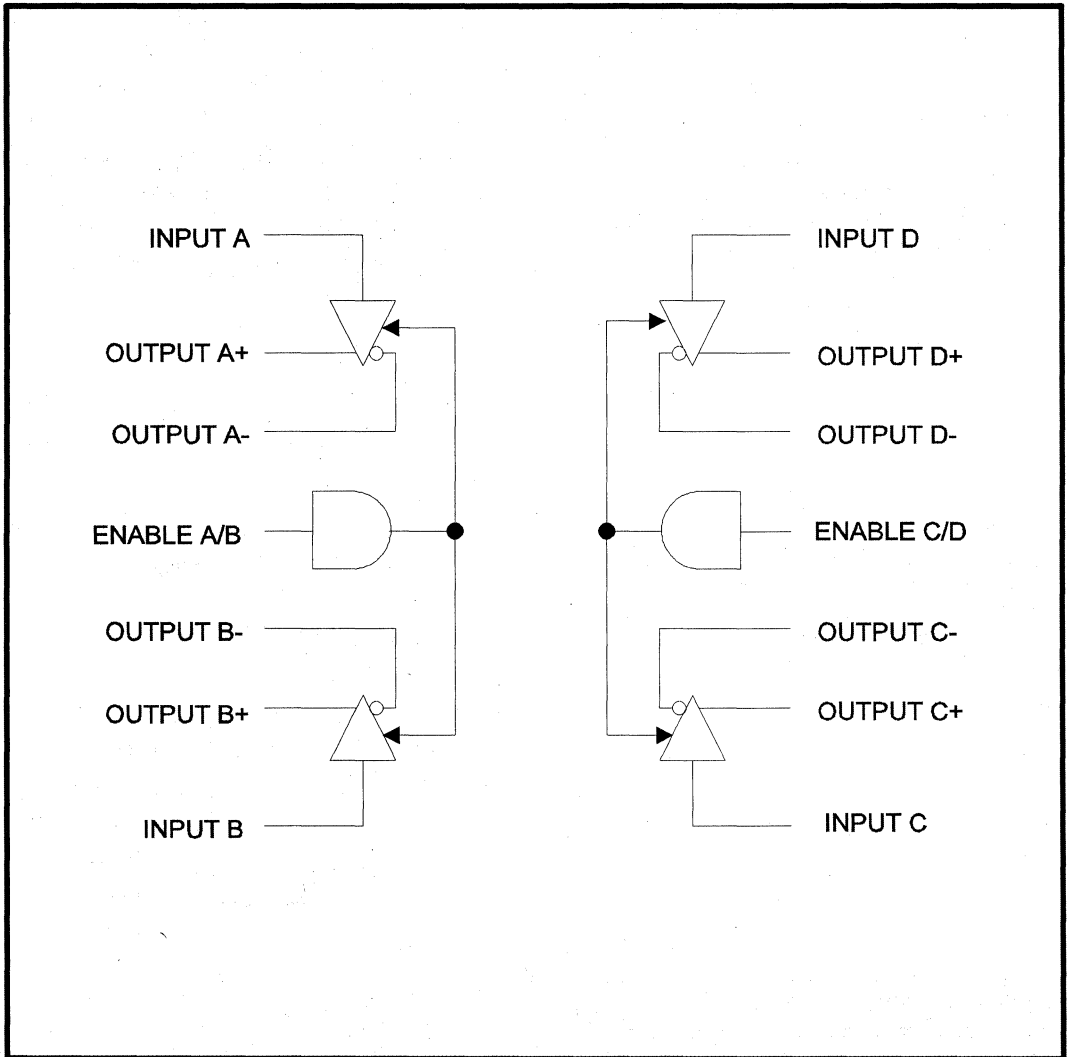 INPUT A
INPUT D
OUTPUT A+
OUTPUT D+
OUTPUT A-
OUTPUT D-
ENABLE A/B
ENABLE C/D
OUTPUT B-
OUTPUT C-
OUTPUT B+
OUTPUT C+
INPUT B
INPUT C